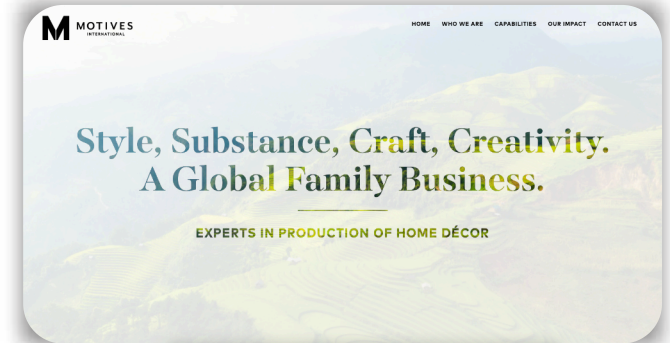 MOTIVES
INTERNATIONAL
HOME WHO WE ARE CAPABILITIES OUR IMPACT CONTACT US
Style, Substance, Craft, Creativity.
A Global Family Business.
EXPERTS IN PRODUCTION OF HOME DÉCOR